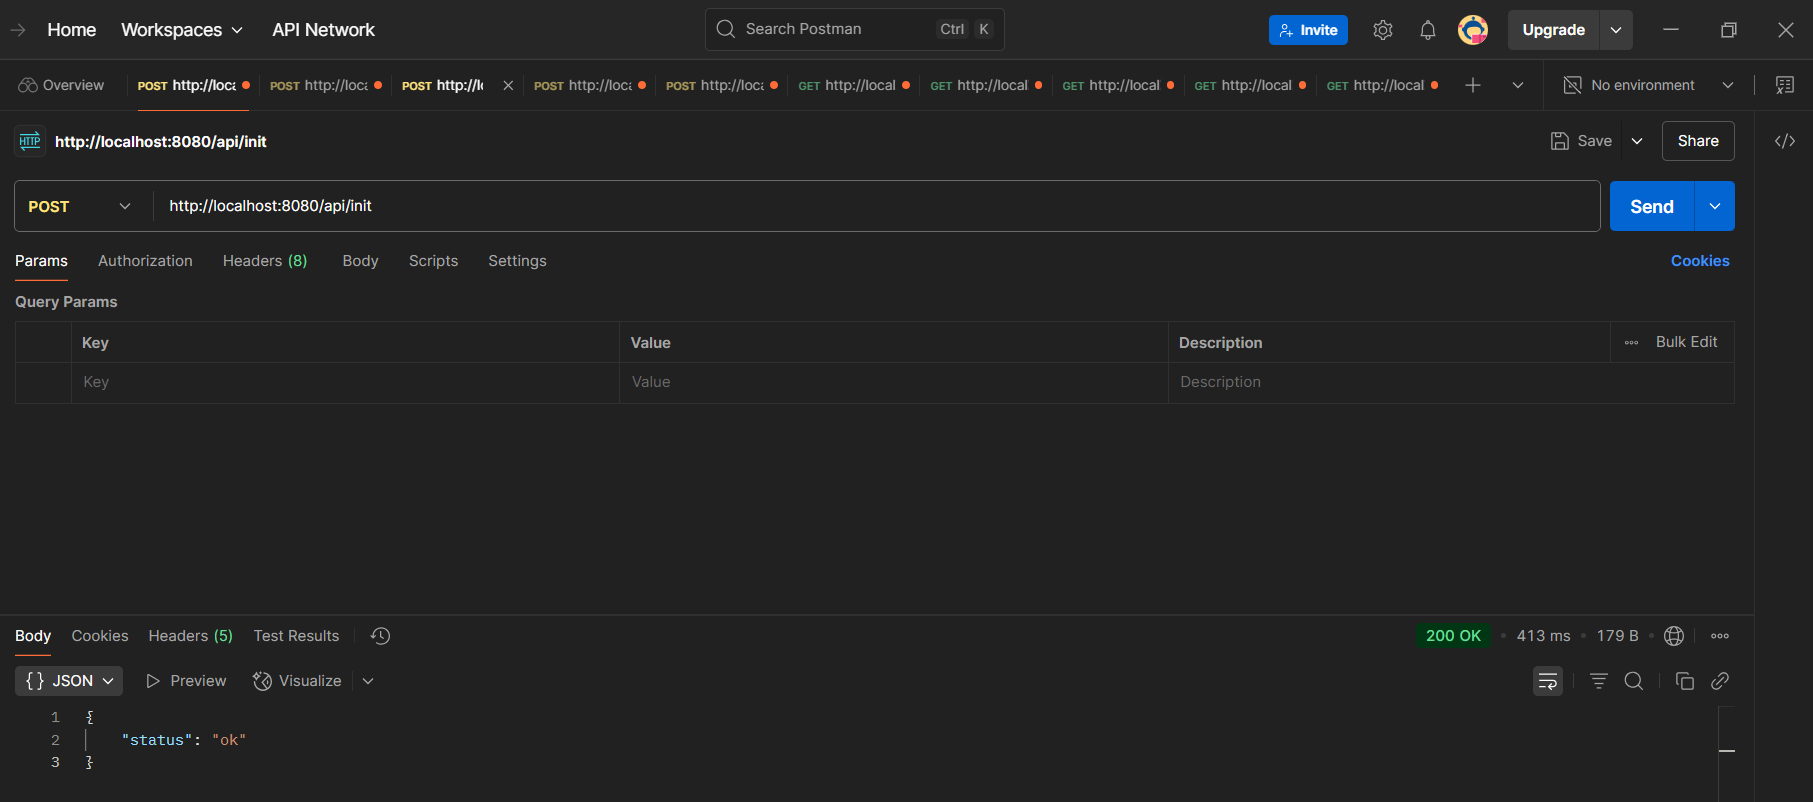 Home Workspaces API Network Search Postman Ctrl K Invite Upgrade
Overview POST http://loca POST http://loca POST http://l POST http://loca POST http://loca GET http://local GET http://local GET http://local GET http://local GET http://local No environment
HTTP http://localhost:8080/api/init Save Share
POST http://localhost:8080/api/init Send
Params Authorization Headers (8) Body Scripts Settings Cookies
Query Params
Key Value Description Bulk Edit
Key Value Description
Body Cookies Headers (5) Test Results 200 OK • 413 ms • 179 B •
{} JSON Preview Visualize
1 {
2 "status": "ok"
3 }